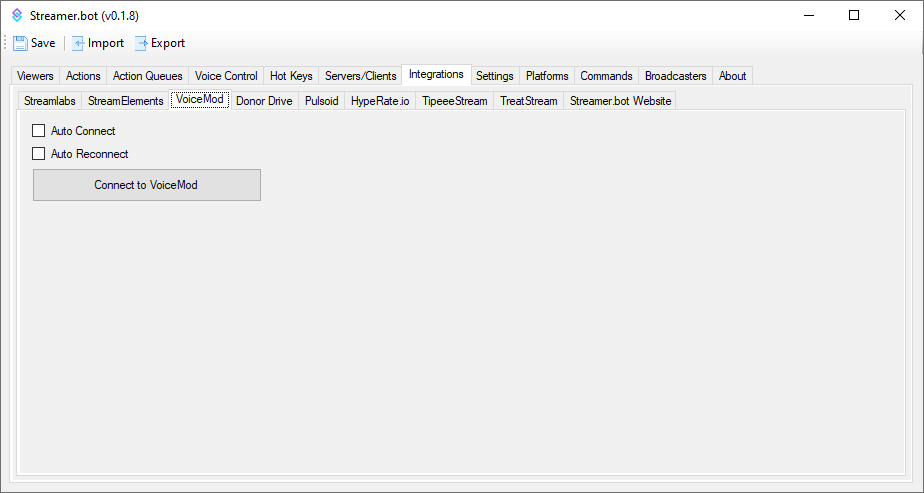 Streamer.bot (v0.1.8)
Save Import Export
Viewers Actions Action Queues Voice Control Hot Keys Servers/Clients Integrations Settings Platforms Commands Broadcasters About
Streamlabs StreamElements VoiceMod Donor Drive Pulsoid HypeRate.io TipeeeStream TreatStream Streamer.bot Website
Auto Connect
Auto Reconnect
Connect to VoiceMod